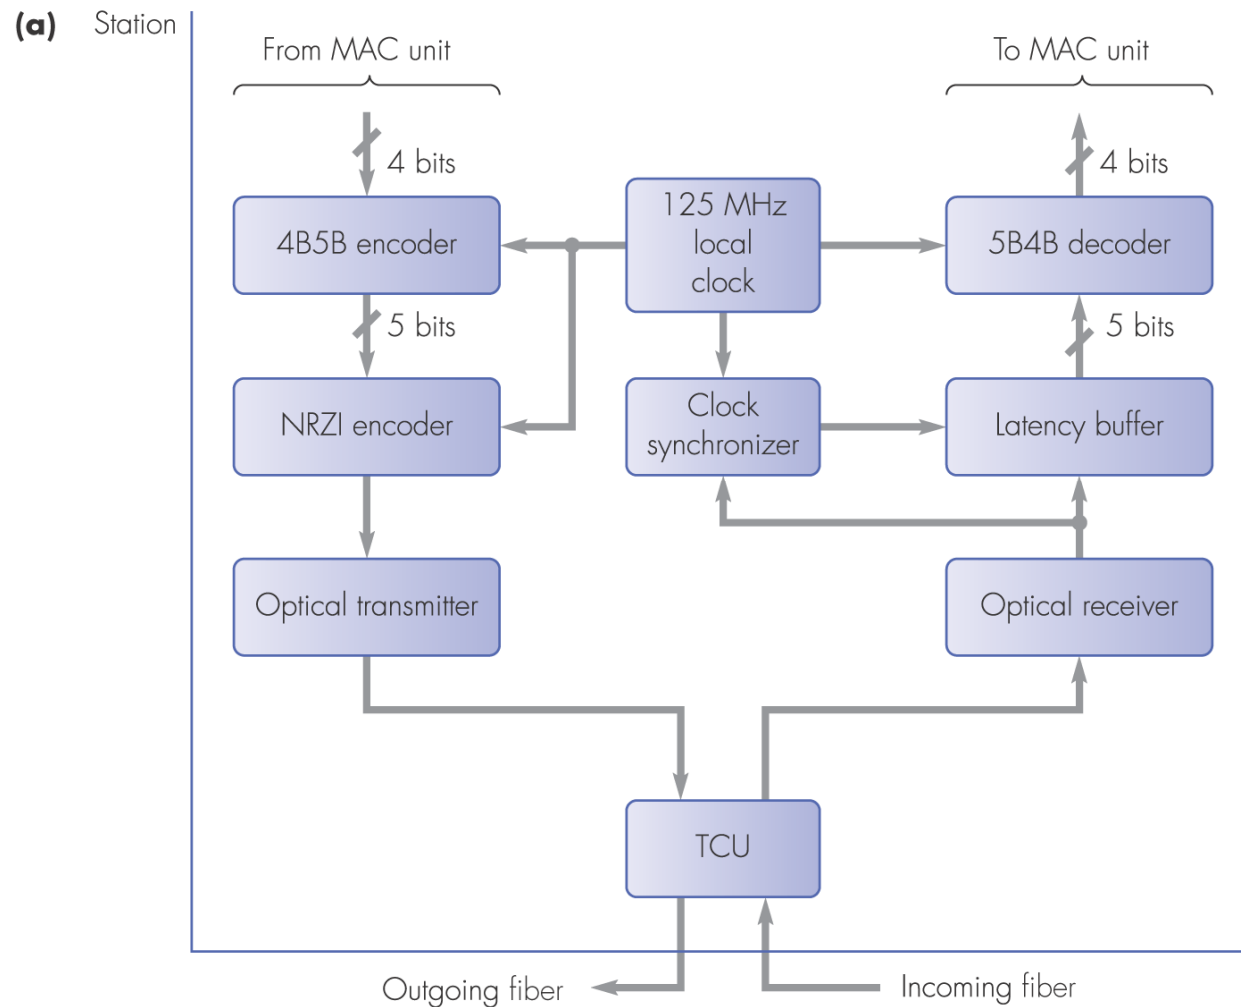 (a) Station
From MAC unit
To MAC unit
4 bits
4 bits
4B5B encoder
125 MHz
local
clock
5B4B decoder
5 bits
5 bits
NRZI encoder
Clock
synchronizer
Latency buffer
Optical transmitter
Optical receiver
TCU
Outgoing fiber
Incoming fiber